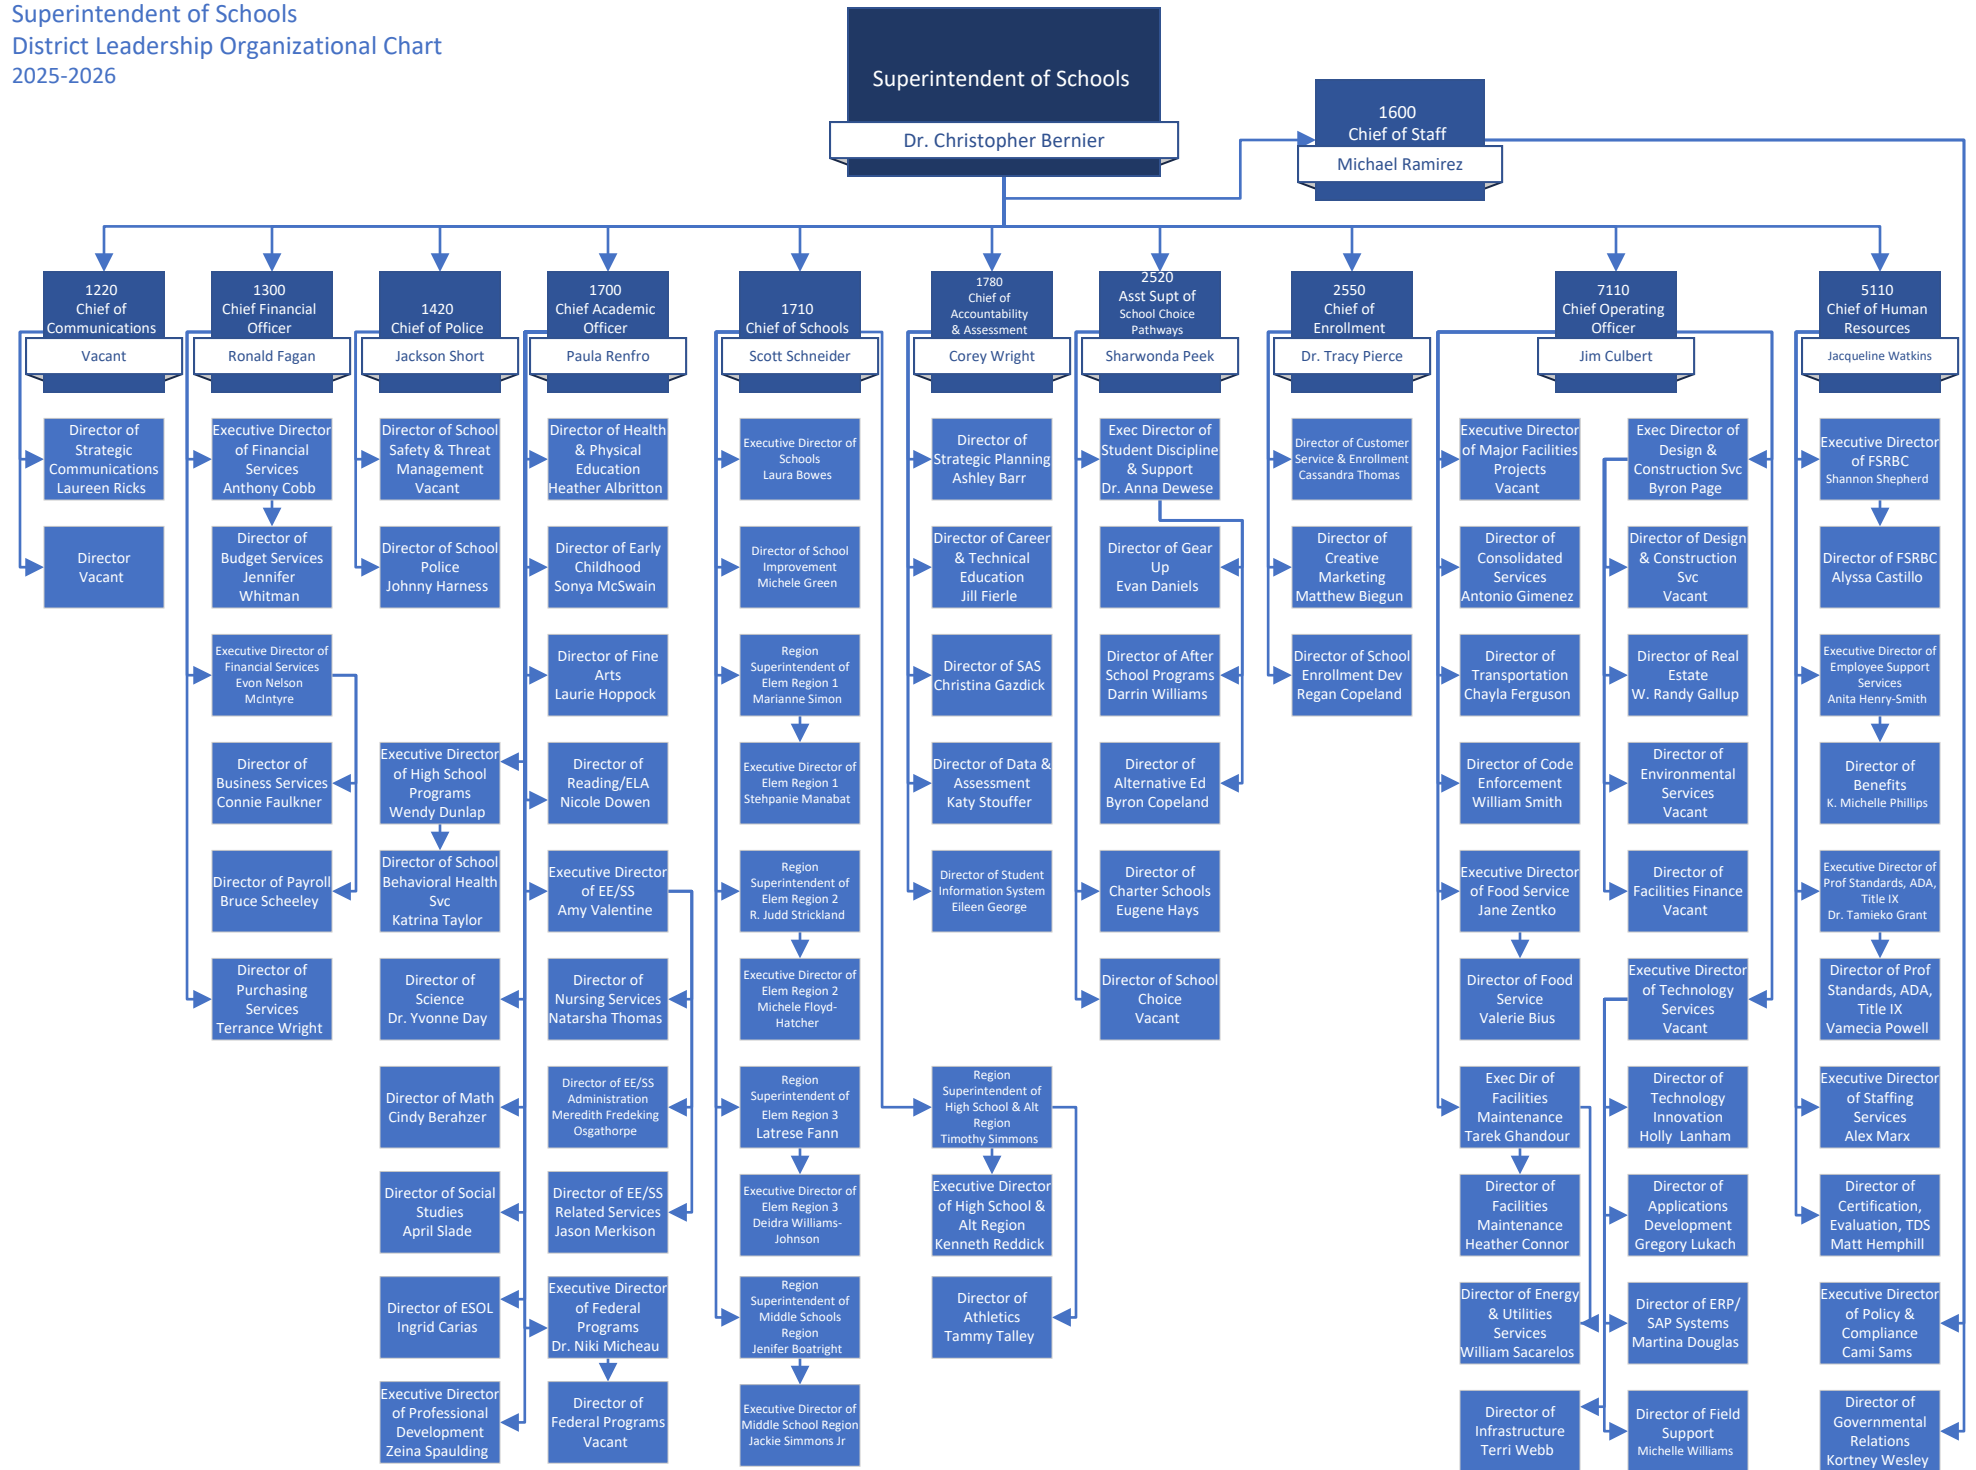 Superintendent of Schools
District Leadership Organizational Chart
2025-2026
Superintendent of Schools
Dr. Christopher Bernier
1600
Chief of Staff
Michael Ramirez
1220
Chief of
Communications
Vacant
1300
Chief Financial
Officer
Ronald Fagan
1420
Chief of Police
Jackson Short
1700
Chief Academic
Officer
Paula Renfro
1710
Chief of Schools
Scott Schneider
1780
Chief of
Accountability
& Assessment
Corey Wright
2520
Asst Supt of
School Choice
Pathways
Sharwonda Peek
2550
Chief of
Enrollment
Dr. Tracy Pierce
7110
Chief Operating
Officer
Jim Culbert
5110
Chief of Human
Resources
Jacqueline Watkins
Director of
Strategic
Communications
Laureen Ricks
Director
Vacant
Executive Director
of Financial
Services
Anthony Cobb
Director of
Budget Services
Jennifer
Whitman
Executive Director of
Financial Services
Evon Nelson
McIntyre
Director of
Business Services
Connie Faulkner
Director of Payroll
Bruce Scheeley
Director of
Purchasing
Services
Terrance Wright
Director of School
Safety & Threat
Management
Vacant
Director of School
Police
Johnny Harness
Executive Director
of High School
Programs
Wendy Dunlap
Director of School
Behavioral Health
Svc
Katrina Taylor
Director of
Science
Dr. Yvonne Day
Director of Math
Cindy Berahzer
Director of Social
Studies
April Slade
Director of ESOL
Ingrid Carias
Executive Director
of Professional
Development
Zeina Spaulding
Director of Health
& Physical
Education
Heather Albritton
Director of Early
Childhood
Sonya McSwain
Director of Fine
Arts
Laurie Hoppock
Director of
Reading/ELA
Nicole Dowen
Executive Director
of EE/SS
Amy Valentine
Director of
Nursing Services
Natarsha Thomas
Director of EE/SS
Administration
Meredith Fredeking
Osgathorpe
Director of EE/SS
Related Services
Jason Merkison
Executive Director
of Federal
Programs
Dr. Niki Micheau
Director of
Federal Programs
Vacant
Executive Director of
Schools
Laura Bowes
Director of School
Improvement
Michele Green
Region
Superintendent of
Elem Region 1
Marianne Simon
Executive Director of
Elem Region 1
Stehpanie Manabat
Region
Superintendent of
Elem Region 2
R. Judd Strickland
Executive Director of
Elem Region 2
Michele Floyd-
Hatcher
Region
Superintendent of
Elem Region 3
Latrese Fann
Executive Director of
Elem Region 3
Deidra Williams-
Johnson
Region
Superintendent of
Middle Schools
Region
Jenifer Boatright
Executive Director of
Middle School Region
Jackie Simmons Jr
Director of
Strategic Planning
Ashley Barr
Director of Career
& Technical
Education
Jill Fierle
Director of SAS
Christina Gazdick
Director of Data &
Assessment
Katy Stouffer
Director of Student
Information System
Eileen George
Region
Superintendent of
High School & Alt
Region
Timothy Simmons
Executive Director
of High School &
Alt Region
Kenneth Reddick
Director of
Athletics
Tammy Talley
Exec Director of
Student Discipline
& Support
Dr. Anna Dewese
Director of Gear
Up
Evan Daniels
Director of After
School Programs
Darrin Williams
Director of
Alternative Ed
Byron Copeland
Director of
Charter Schools
Eugene Hays
Director of School
Choice
Vacant
Director of Customer
Service & Enrollment
Cassandra Thomas
Director of
Creative
Marketing
Matthew Biegun
Director of School
Enrollment Dev
Regan Copeland
Executive Director
of Major Facilities
Projects
Vacant
Director of
Consolidated
Services
Antonio Gimenez
Director of
Transportation
Chayla Ferguson
Director of Code
Enforcement
William Smith
Executive Director
of Food Service
Jane Zentko
Director of Food
Service
Valerie Bius
Exec Dir of
Facilities
Maintenance
Tarek Ghandour
Director of
Facilities
Maintenance
Heather Connor
Director of Energy
& Utilities
Services
William Sacarelos
Director of
Infrastructure
Terri Webb
Exec Director of
Design &
Construction Svc
Byron Page
Director of Design
& Construction
Svc
Vacant
Director of Real
Estate
W. Randy Gallup
Director of
Environmental
Services
Vacant
Director of
Facilities Finance
Vacant
Executive Director
of Technology
Services
Vacant
Director of
Technology
Innovation
Holly Lanham
Director of
Applications
Development
Gregory Lukach
Director of ERP/
SAP Systems
Martina Douglas
Director of Field
Support
Michelle Williams
Executive Director
of FSRBC
Shannon Shepherd
Director of FSRBC
Alyssa Castillo
Executive Director of
Employee Support
Services
Anita Henry-Smith
Director of
Benefits
K. Michelle Phillips
Executive Director of
Prof Standards, ADA,
Title IX
Dr. Tamieko Grant
Director of Prof
Standards, ADA,
Title IX
Vamecia Powell
Executive Director
of Staffing
Services
Alex Marx
Director of
Certification,
Evaluation, TDS
Matt Hemphill
Executive Director
of Policy &
Compliance
Cami Sams
Director of
Governmental
Relations
Kortney Wesley